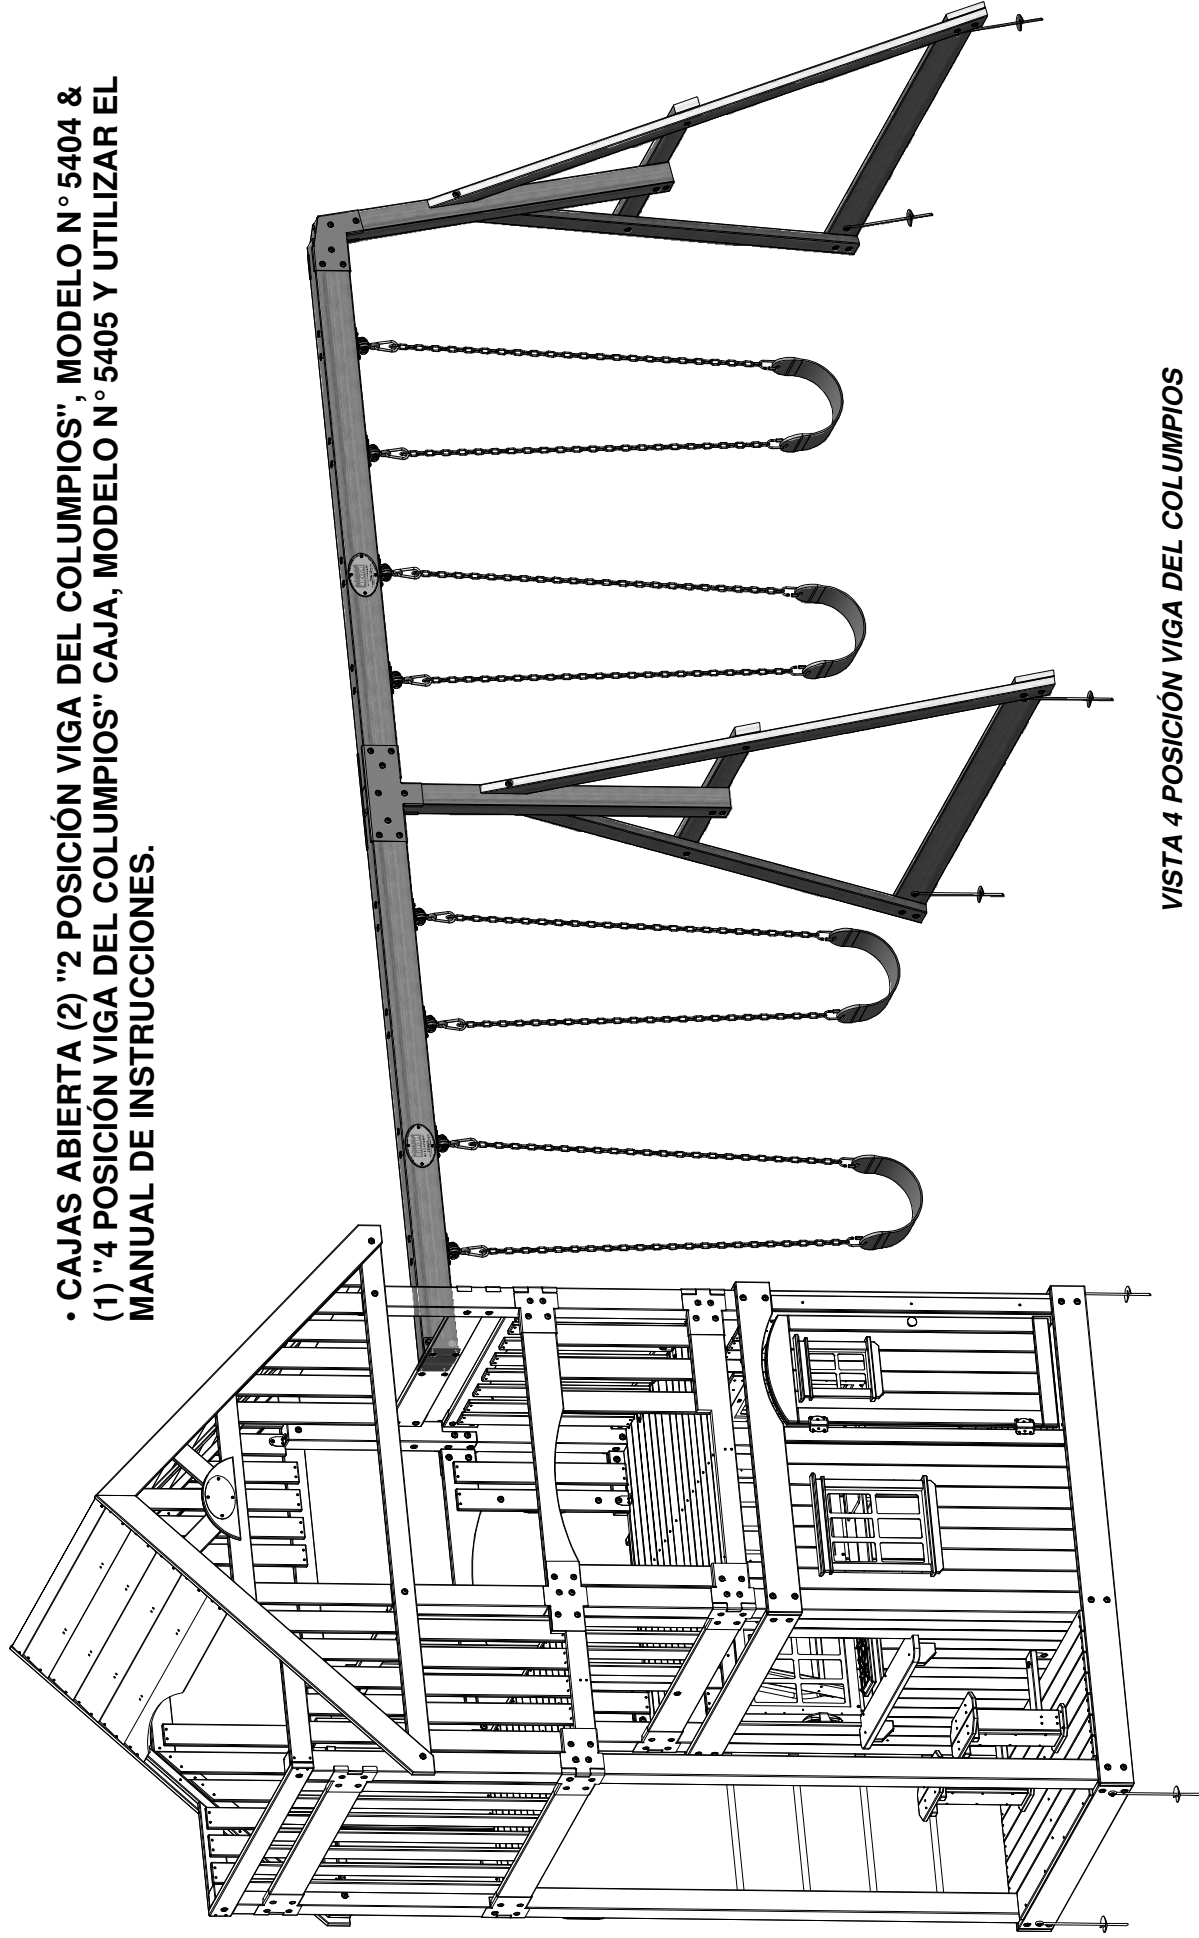 • CAJAS ABIERTA (2) "2 POSICIÓN VIGA DEL COLUMPIOS", MODELO N° 5404 &
(1) "4 POSICIÓN VIGA DEL COLUMPIOS" CAJA, MODELO N° 5405 Y UTILIZAR EL
MANUAL DE INSTRUCCIONES.
VISTA 4 POSICIÓN VIGA DEL COLUMPIOS